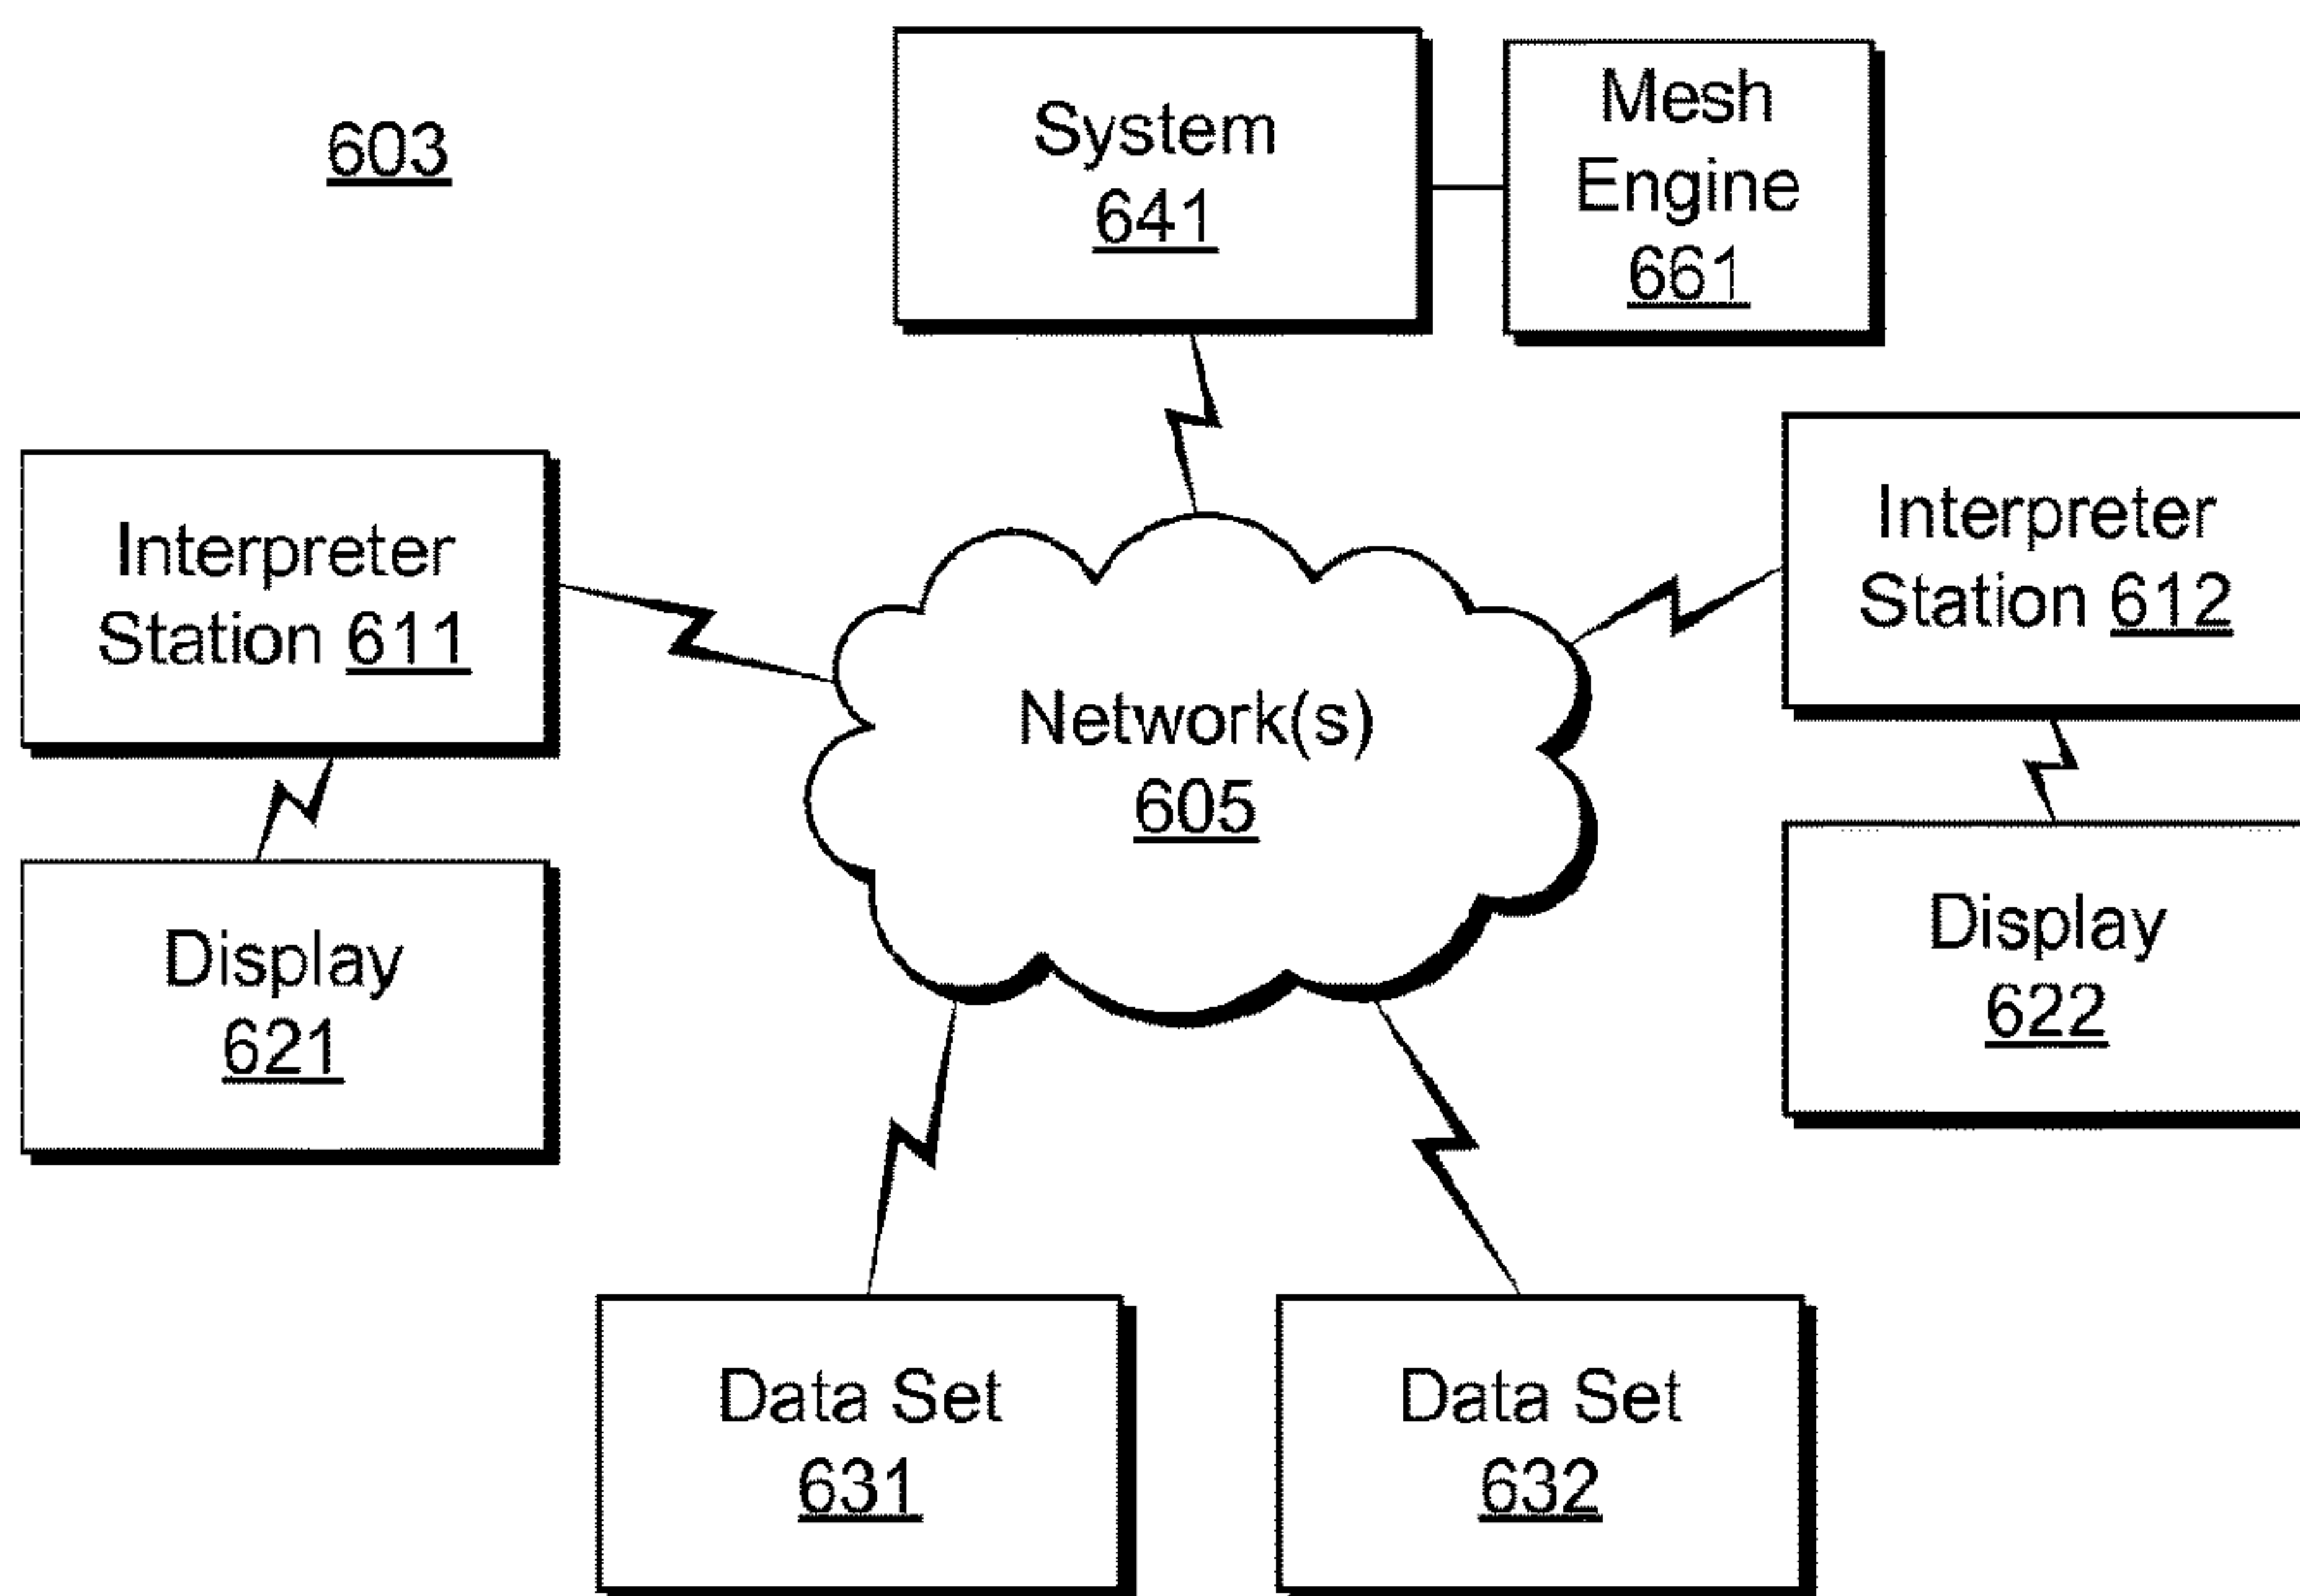 603
System
641
Mesh
Engine
661
Interpreter
Station 611
Interpreter
Station 612
Network(s)
605
Display
621
Display
622
Data Set
631
Data Set
632